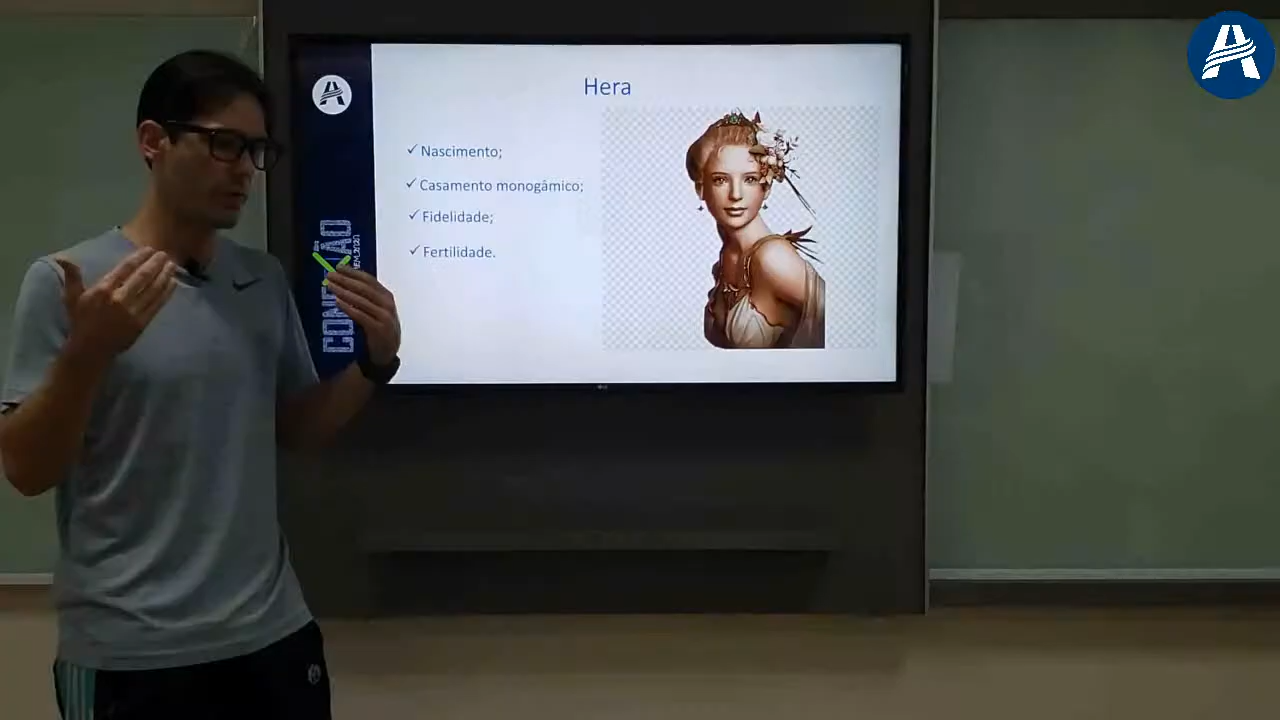 Hera
✓ Nascimento;
✓ Casamento monogâmico;
✓ Fidelidade;
✓ Fertilidade.
CONEXÃO